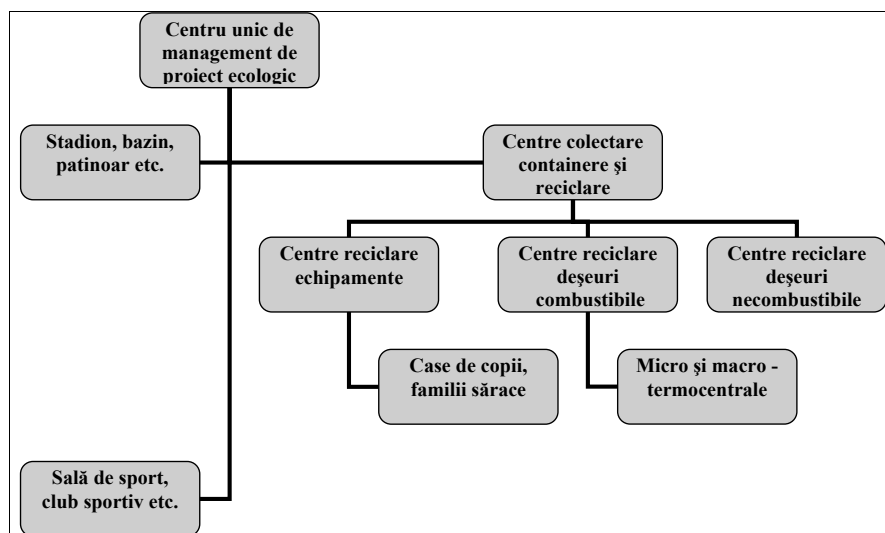 Centru unic de
management de
proiect ecologic
Stadion, bazin,
patinoar etc.
Centre colectare
containere şi
reciclare
Centre reciclare
echipamente
Centre reciclare
deşeuri
combustibile
Centre reciclare
deşeuri
necombustibile
Case de copii,
familii sărace
Micro şi macro -
termocentrale
Sală de sport,
club sportiv etc.